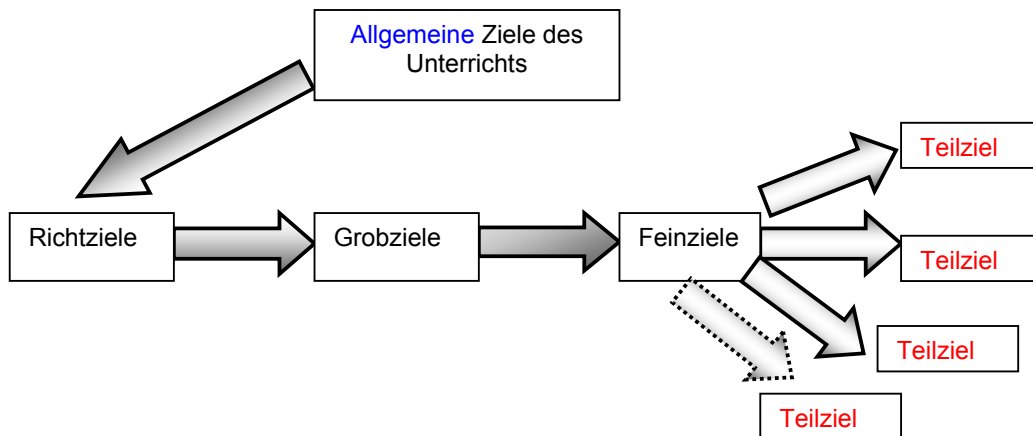 Allgemeine Ziele des
Unterrichts
Teilziel
Richtziele
Grobziele
Feinziele
Teilziel
Teilziel
Teilziel